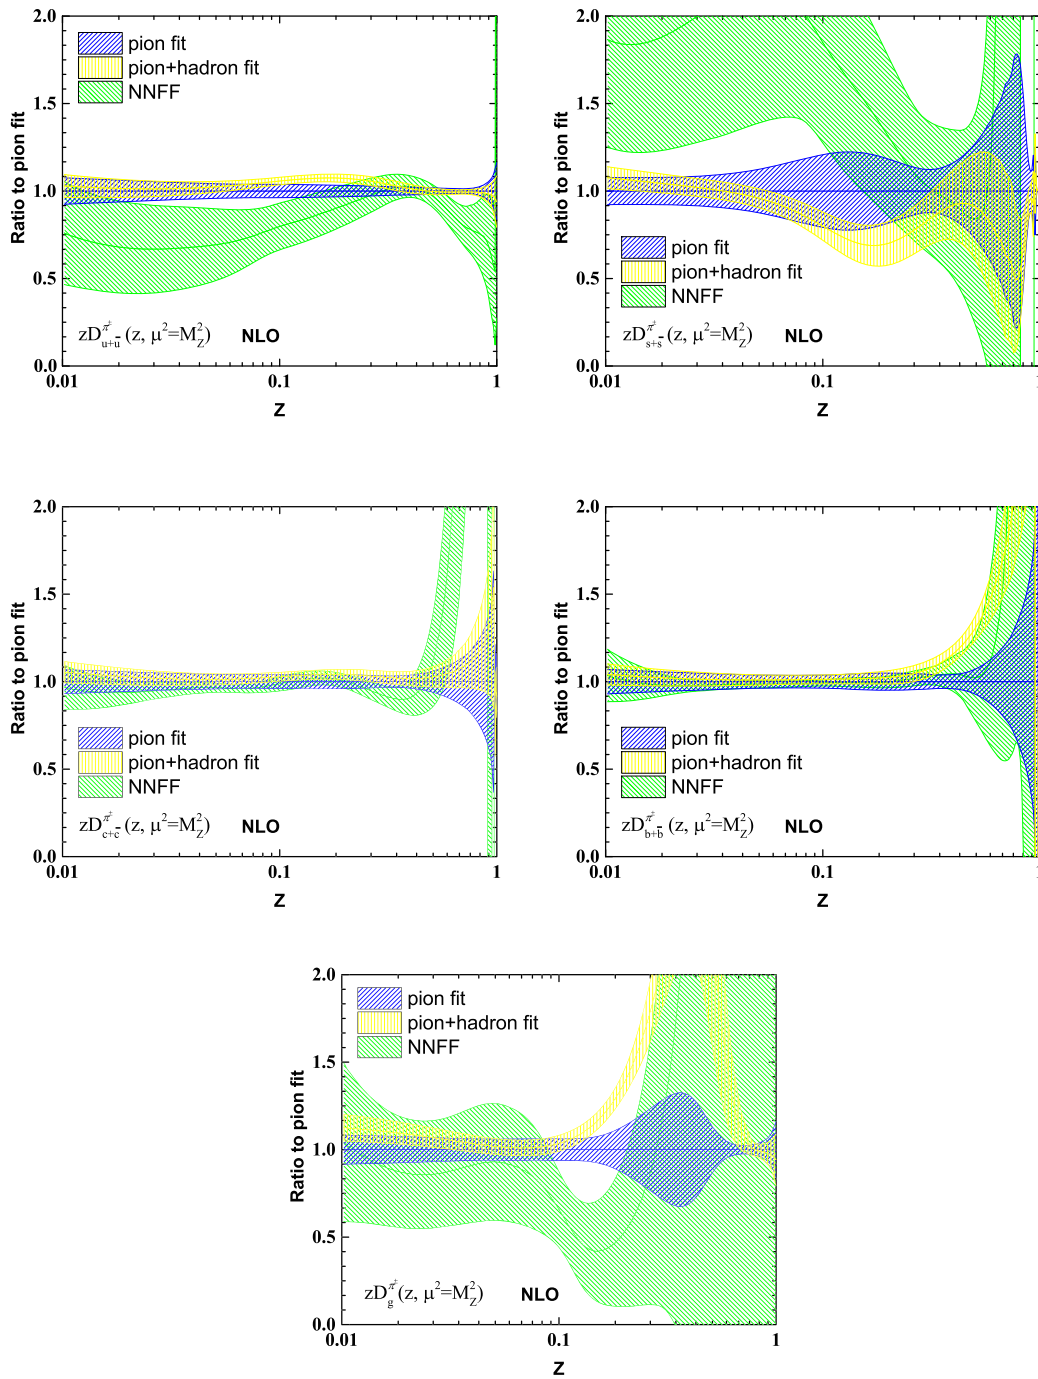 2.0
1.5
1.0
0.5
0.0
0.01
0.1
1
Ratio to pion fit
Z
pion fit
pion+hadron fit
NNFF
zD^{π^±}_{u+ū}(z, μ²=M_Z²) NLO
2.0
1.5
1.0
0.5
0.0
0.01
0.1
1
Ratio to pion fit
Z
pion fit
pion+hadron fit
NNFF
zD^{π^±}_{s+s̄}(z, μ²=M_Z²) NLO
2.0
1.5
1.0
0.5
0.0
0.01
0.1
1
Ratio to pion fit
Z
pion fit
pion+hadron fit
NNFF
zD^{π^±}_{c+c̄}(z, μ²=M_Z²) NLO
2.0
1.5
1.0
0.5
0.0
0.01
0.1
1
Ratio to pion fit
Z
pion fit
pion+hadron fit
NNFF
zD^{π^±}_{b+b̄}(z, μ²=M_Z²) NLO
2.0
1.5
1.0
0.5
0.0
0.01
0.1
1
Ratio to pion fit
Z
pion fit
pion+hadron fit
NNFF
zD^{π^±}_{g}(z, μ²=M_Z²) NLO